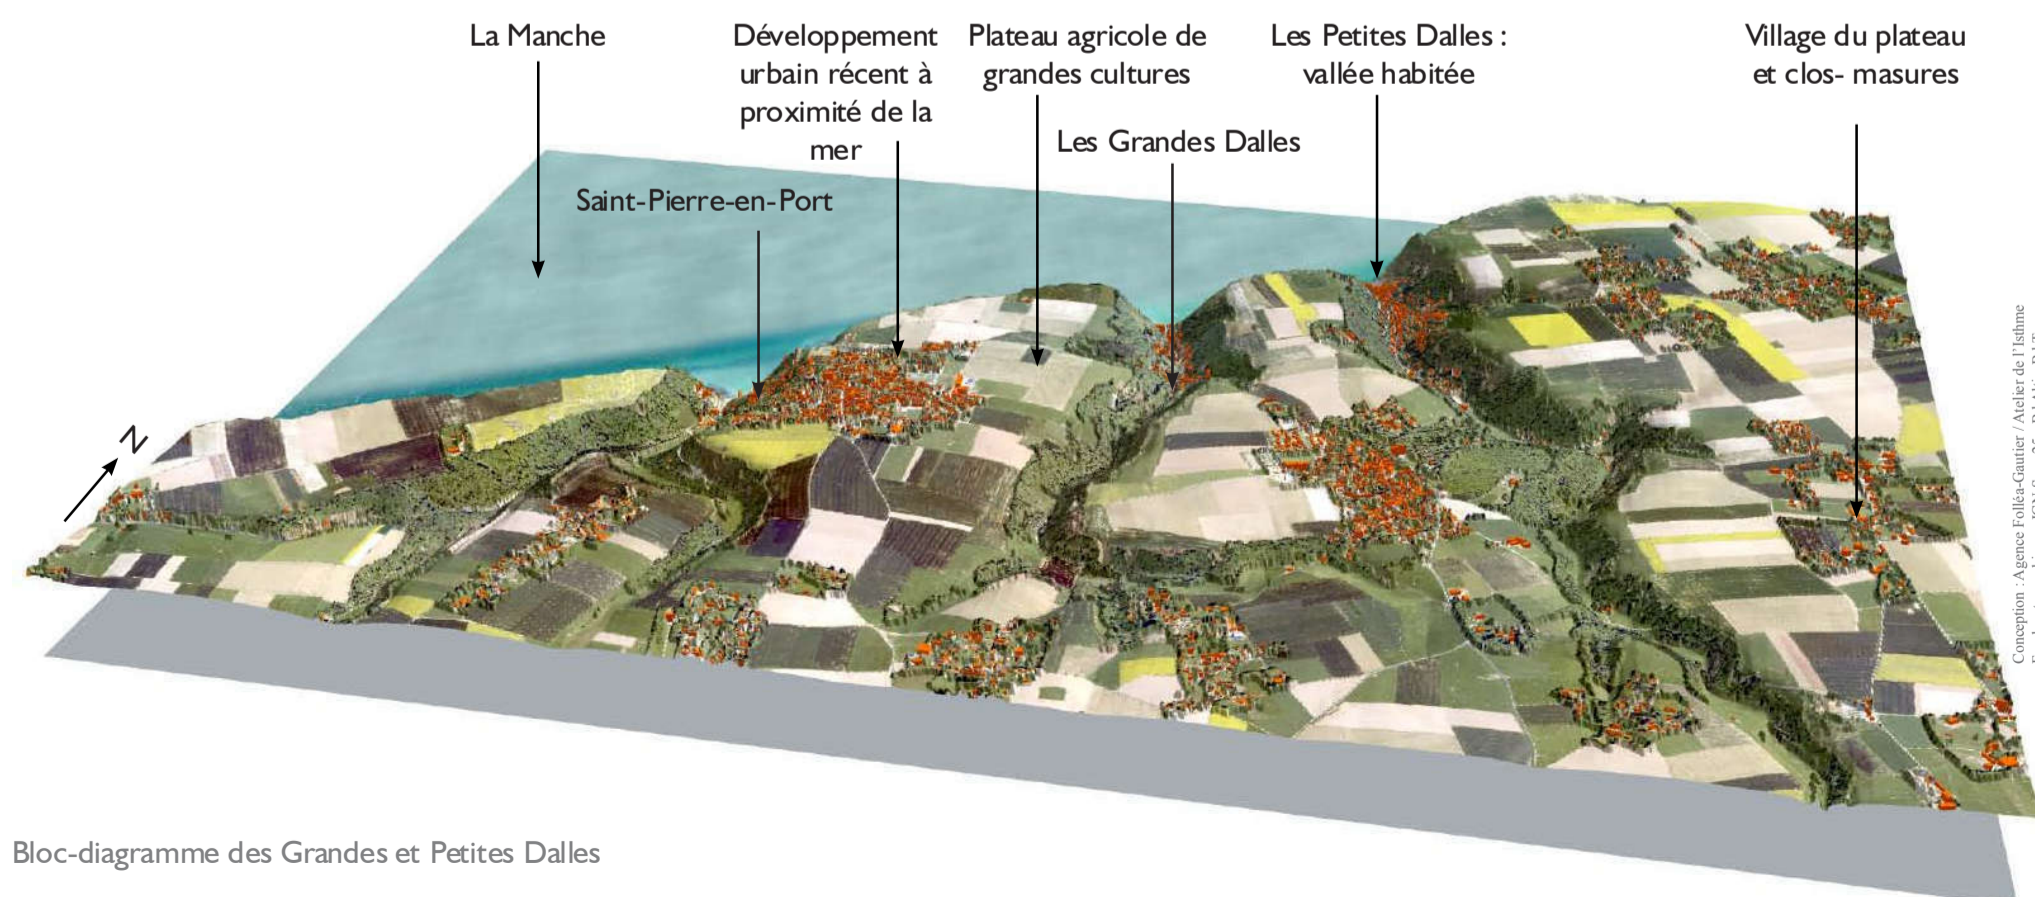 La Manche
Développement
urbain récent à
proximité de la
mer
Plateau agricole de
grandes cultures
Les Petites Dalles :
vallée habitée
Village du plateau
et clos- masures
Les Grandes Dalles
Saint-Pierre-en-Port
N
Conception : Agence Folléa-Gautier / Atelier de l'Isthme
Bloc-diagramme des Grandes et Petites Dalles